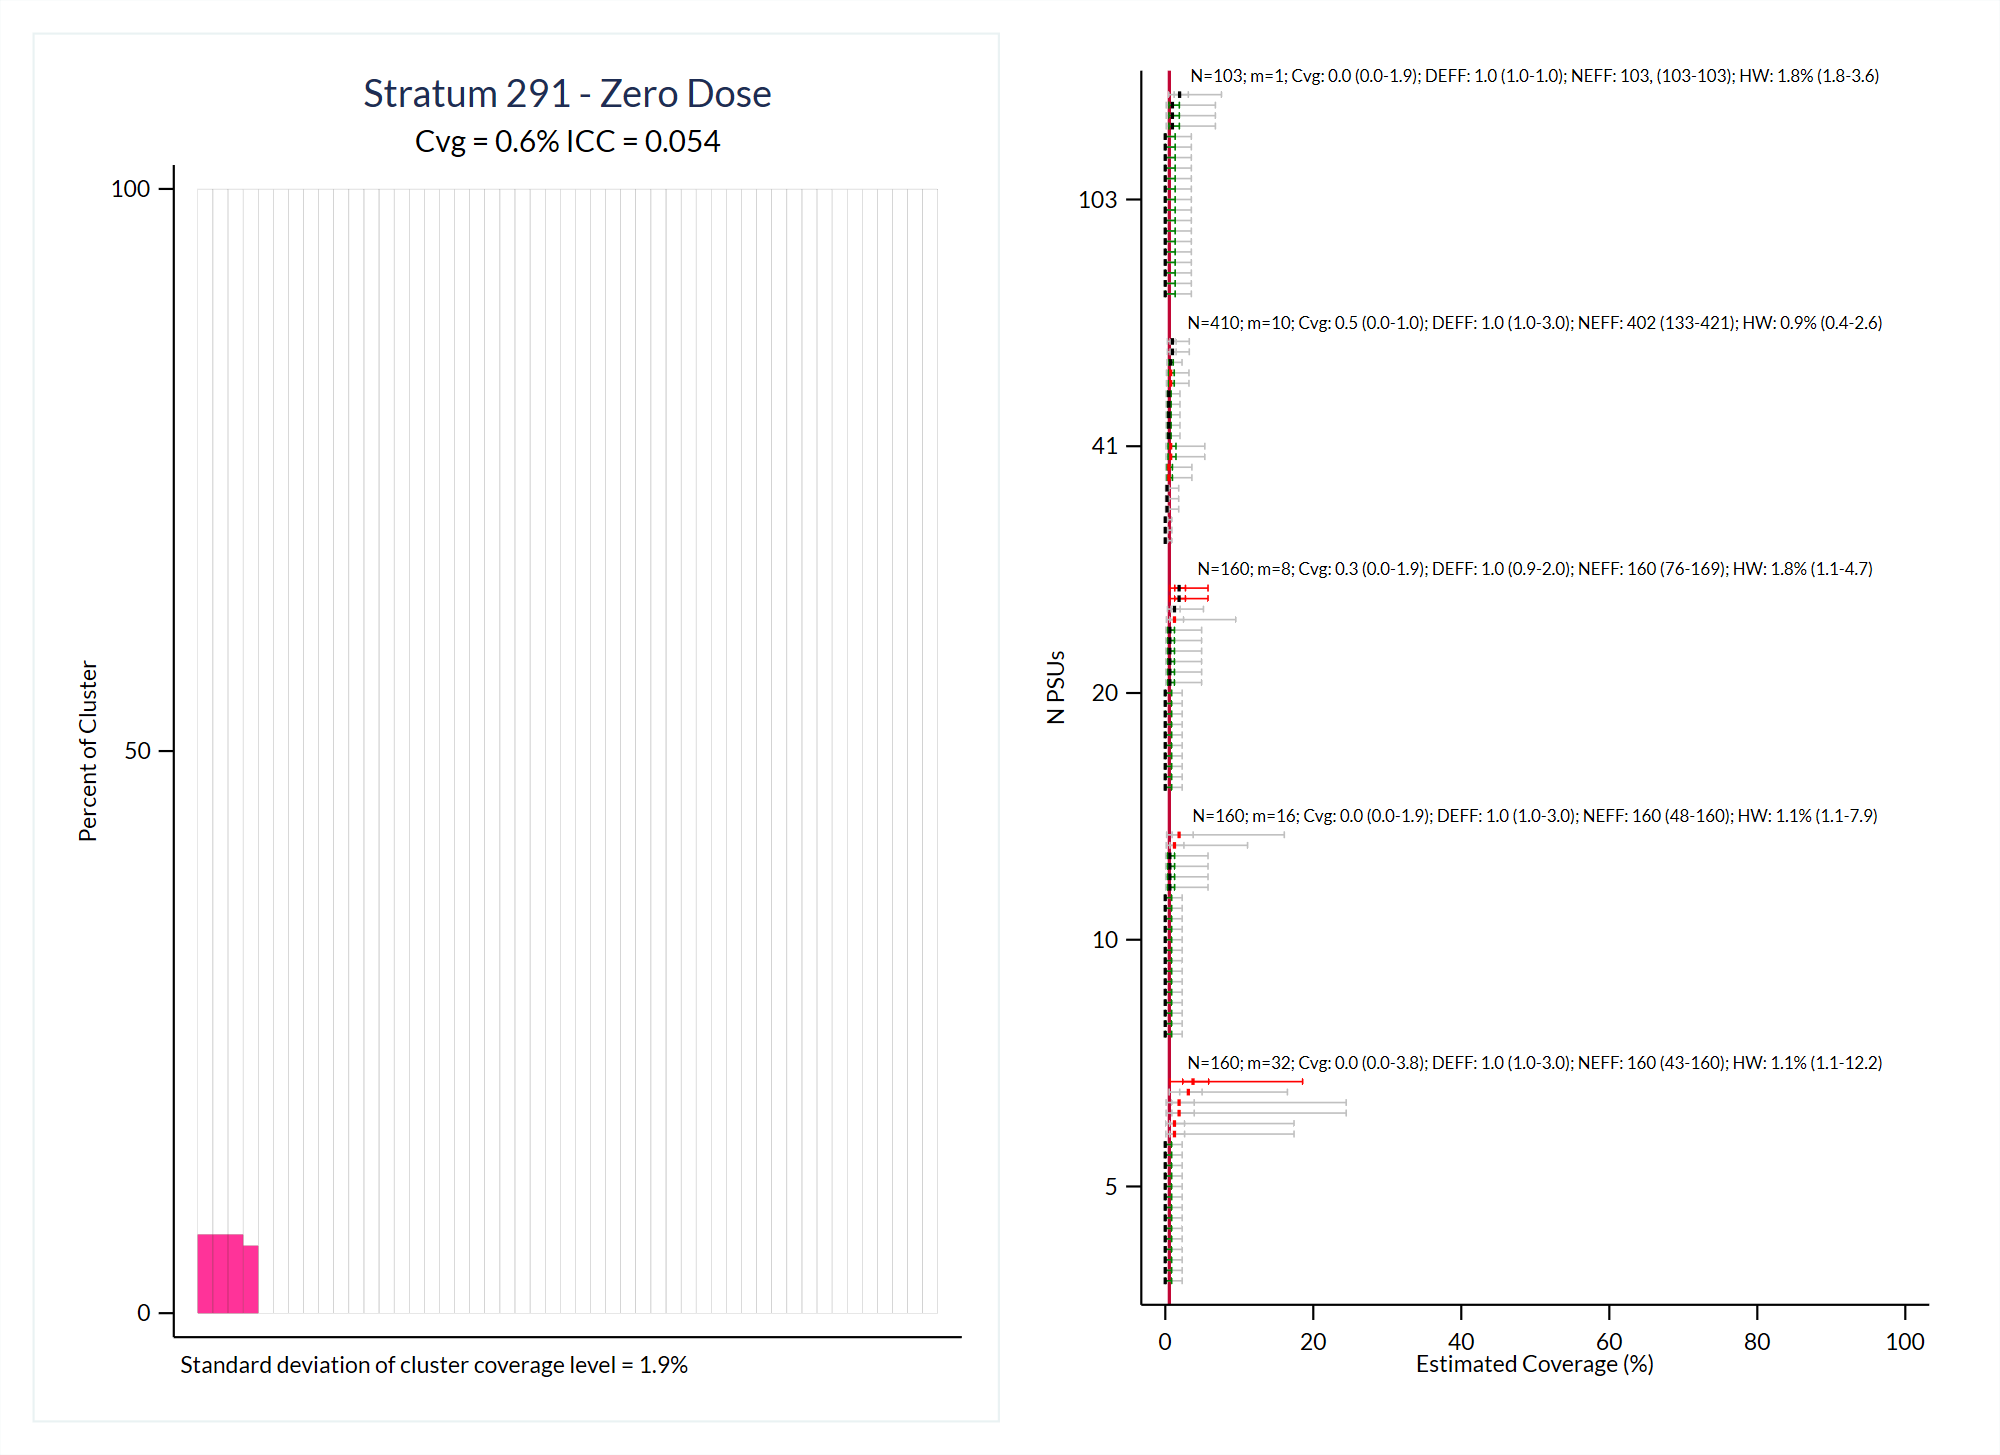 Stratum 291 - Zero Dose
Cvg = 0.6% ICC = 0.054
100
50
0
Percent of Cluster
Standard deviation of cluster coverage level = 1.9%
N=103; m=1; Cvg: 0.0 (0.0-1.9); DEFF: 1.0 (1.0-1.0); NEFF: 103, (103-103); HW: 1.8% (1.8-3.6)
103
N=410; m=10; Cvg: 0.5 (0.0-1.0); DEFF: 1.0 (1.0-3.0); NEFF: 402 (133-421); HW: 0.9% (0.4-2.6)
41
N=160; m=8; Cvg: 0.3 (0.0-1.9); DEFF: 1.0 (0.9-2.0); NEFF: 160 (76-169); HW: 1.8% (1.1-4.7)
20
N PSUs
N=160; m=16; Cvg: 0.0 (0.0-1.9); DEFF: 1.0 (1.0-3.0); NEFF: 160 (48-160); HW: 1.1% (1.1-7.9)
10
N=160; m=32; Cvg: 0.0 (0.0-3.8); DEFF: 1.0 (1.0-3.0); NEFF: 160 (43-160); HW: 1.1% (1.1-12.2)
5
0 20 40 60 80 100
Estimated Coverage (%)